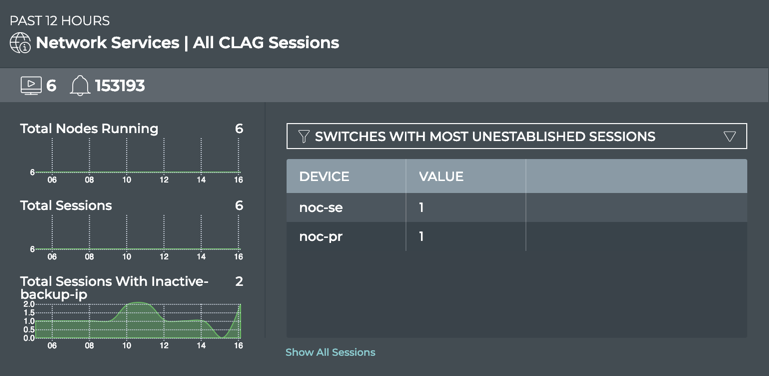 PAST 12 HOURS
Network Services | All CLAG Sessions
6 153193
Total Nodes Running 6
6
06 08 10 12 14 16
Total Sessions 6
6
06 08 10 12 14 16
Total Sessions With Inactive-
backup-ip 2
2.0
1.5
1.0
0.5
0.0
06 08 10 12 14 16
SWITCHES WITH MOST UNESTABLISHED SESSIONS
DEVICE VALUE
noc-se 1
noc-pr 1
Show All Sessions